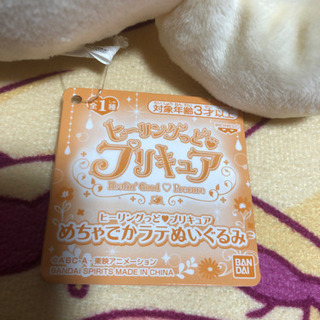 全1種
対象年齢3才以上
ヒーリングっど♥
プリキュア
Healin' Good ♡ Precure
ヒーリングっど♥プリキュア
めちゃでかラテぬいぐるみ
©ABC-A・東映アニメーション
BANDAI SPIRITS MADE IN CHINA
BAN
DAI